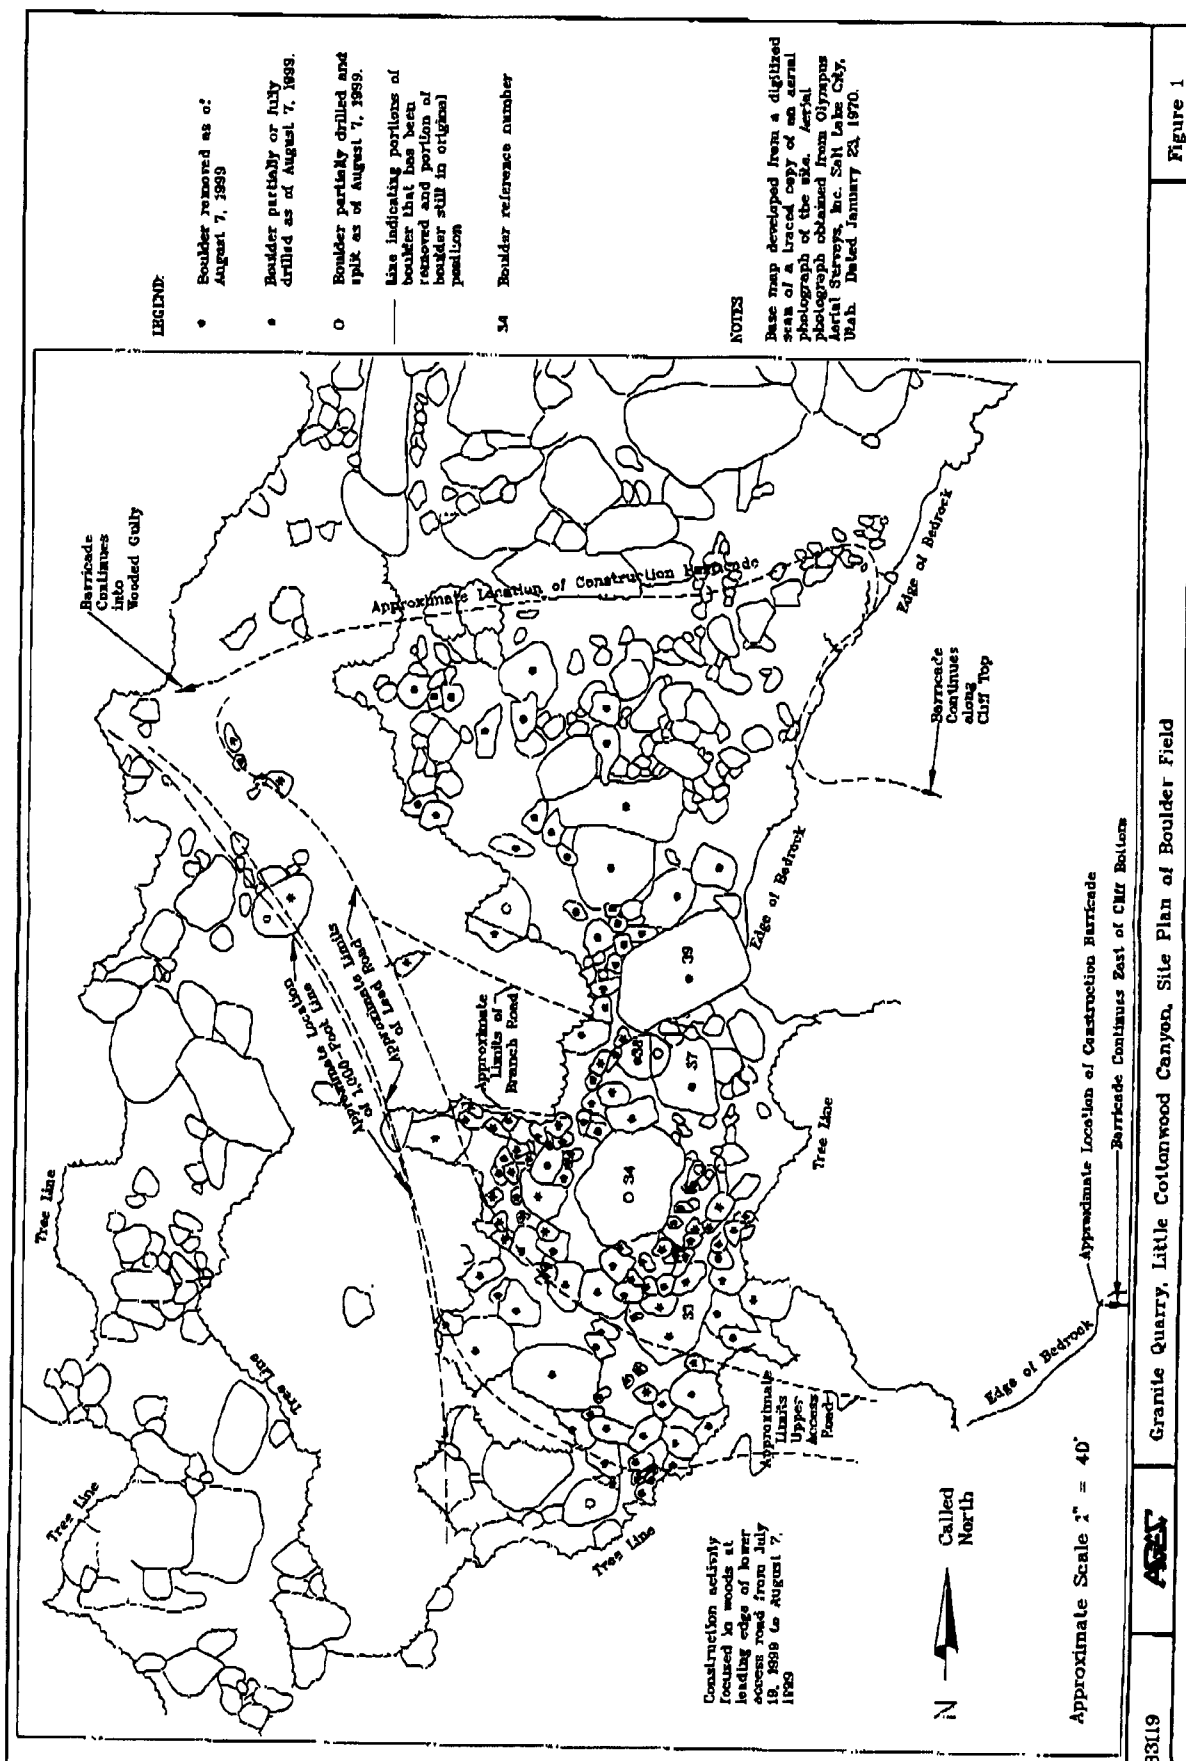 LEGEND:
Boulder removed as of
August 7, 1999
Boulder partially or fully
drilled as of August 7, 1999.
Boulder partially drilled and
split as of August 7, 1999.
Line indicating portions of
boulder that has been
removed and portion of
boulder still in original
position
34
Boulder reference number
NOTES
Base map developed from a digitized
scan of a traced copy of an aerial
photograph of the site. Aerial
photograph obtained from Olympus
Aerial Surveys, Inc. Salt Lake City,
Utah. Dated January 23, 1970.
Barricade
Continues
into
Wooded Gully
Approximate Location of Construction Barricade
Edge of Bedrock
Barricade
Continues
along
Cliff Top
Edge of Bedrock
Approximate Location
of 1,000-Foot Line
Approximate Limits
of Lead Road
Approximate
Limits of
Branch Road
39
38
37
34
33
Tree Line
Tree Line
Tree Line
Tree Line
Tree Line
Approximate
Limits
Upper
Access
Road
Approximate Location of Construction Barricade
Barricade Continues East of Cliff Bottom
Edge of Bedrock
Construction activity
focused in woods at
leading edge of lower
access road from July
19, 1999 to August 7,
1999
N
Called
North
Approximate Scale 1" = 40'
83119
AGEC
Granite Quarry, Little Cottonwood Canyon, Site Plan of Boulder Field
Figure 1